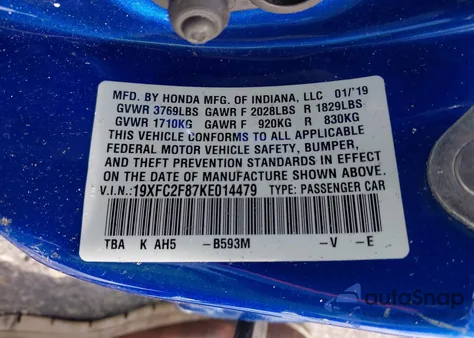 MFD. BY HONDA MFG. OF INDIANA, LLC 01/'19
GVWR 3769LBS GAWR F 2028LBS R 1829LBS
GVWR 1710KG GAWR F 920KG R 830KG
THIS VEHICLE CONFORMS TO ALL APPLICABLE
FEDERAL MOTOR VEHICLE SAFETY, BUMPER,
AND THEFT PREVENTION STANDARDS IN EFFECT
ON THE DATE OF MANUFACTURE SHOWN ABOVE.
V.I.N.: 19XFC2F87KE014479 TYPE: PASSENGER CAR
TBA K AH5 -B593M -V -E
autoSnap